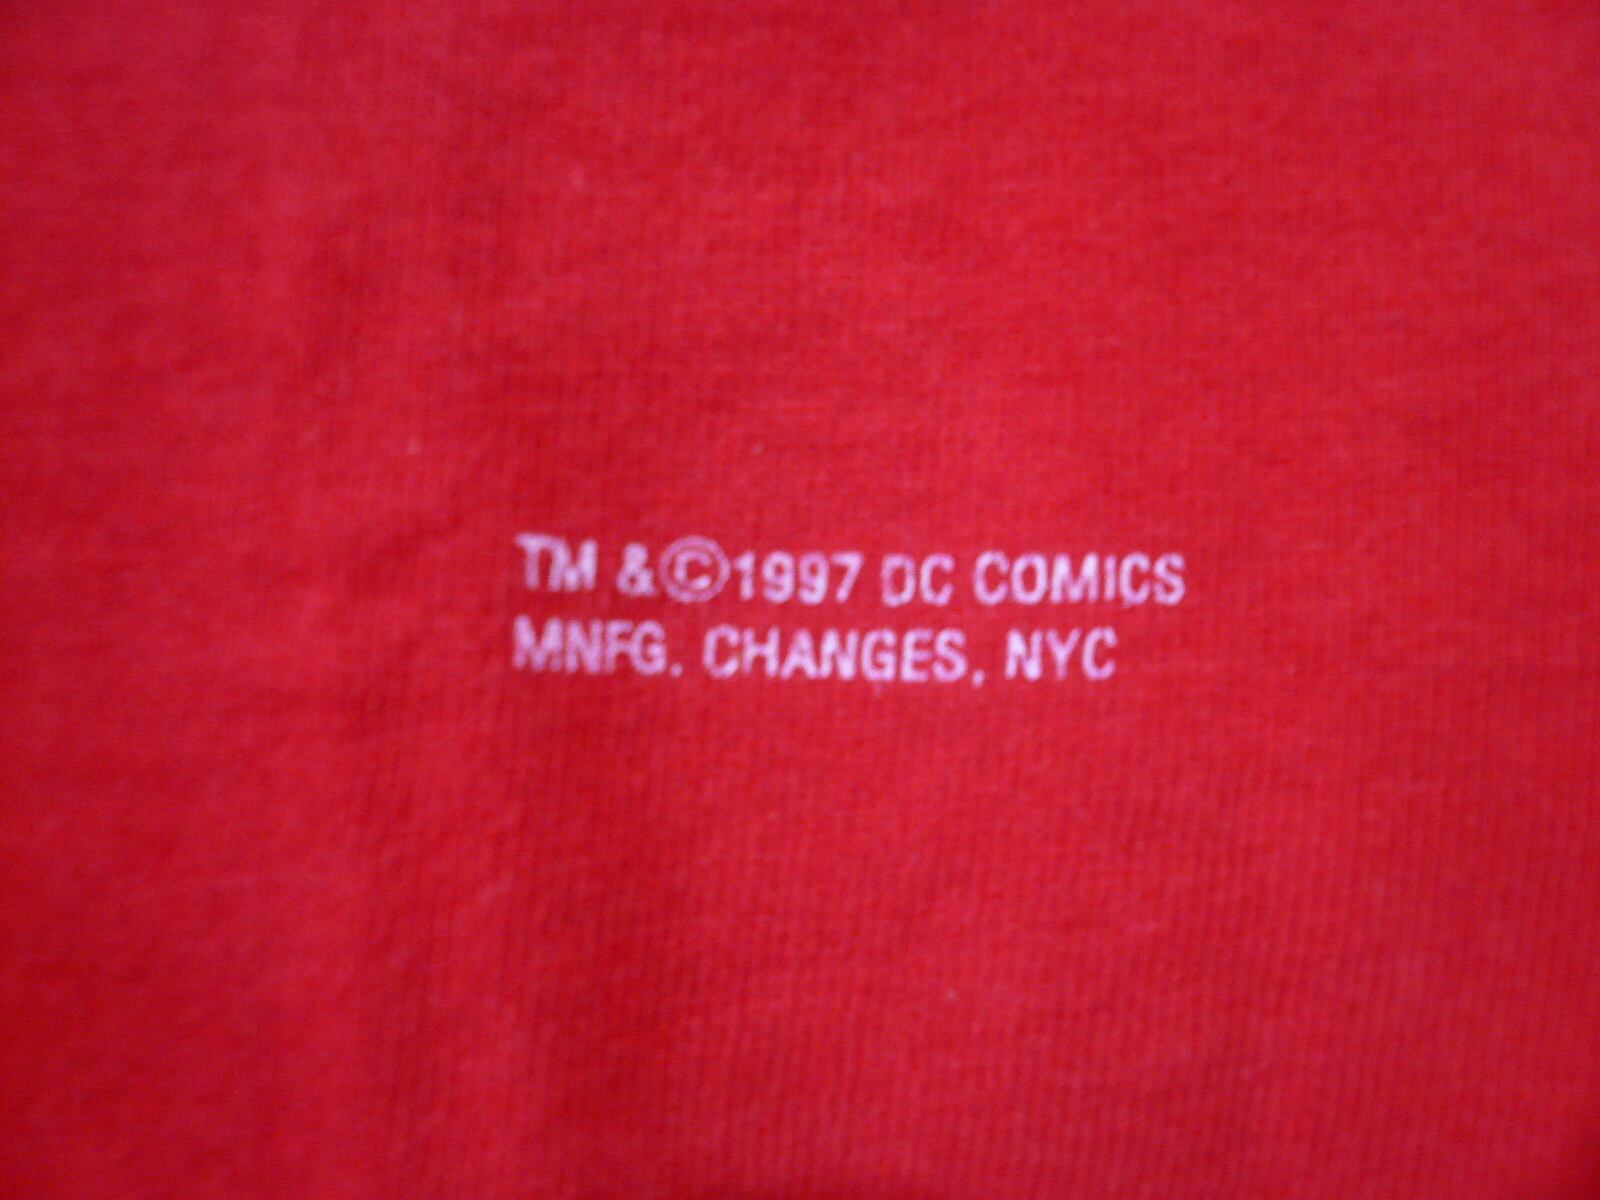 TM &©1997 DC COMICS
MNFG. CHANGES, NYC